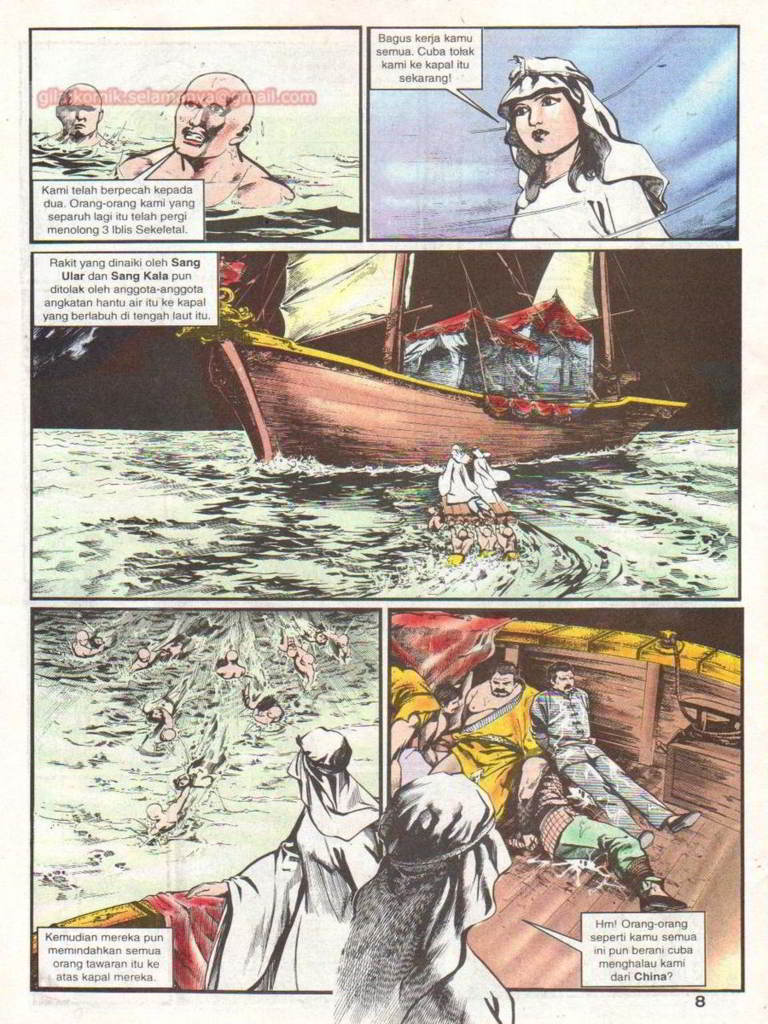 gilakomik.selamanya@gmail.com
Kami telah berpecah kepada
dua. Orang-orang kami yang
separuh lagi itu telah pergi
menolong 3 Iblis Sekefetal.
Bagus kerja kamu
semua. Cuba tolak
kami ke kapal itu
sekarang!
Rakit yang dinaiki oleh Sang
Ular dan Sang Kala pun
ditolak oleh anggota-anggota
angkatan hantu air itu ke kapal
yang berlabuh di tengah laut itu.
Kemudian mereka pun
memindahkan semua
orang tawaran itu ke
atas kapal mereka.
Hm! Orang-orang
seperti kamu semua
ini pun berani cuba
menghalau kami
dari China?
8